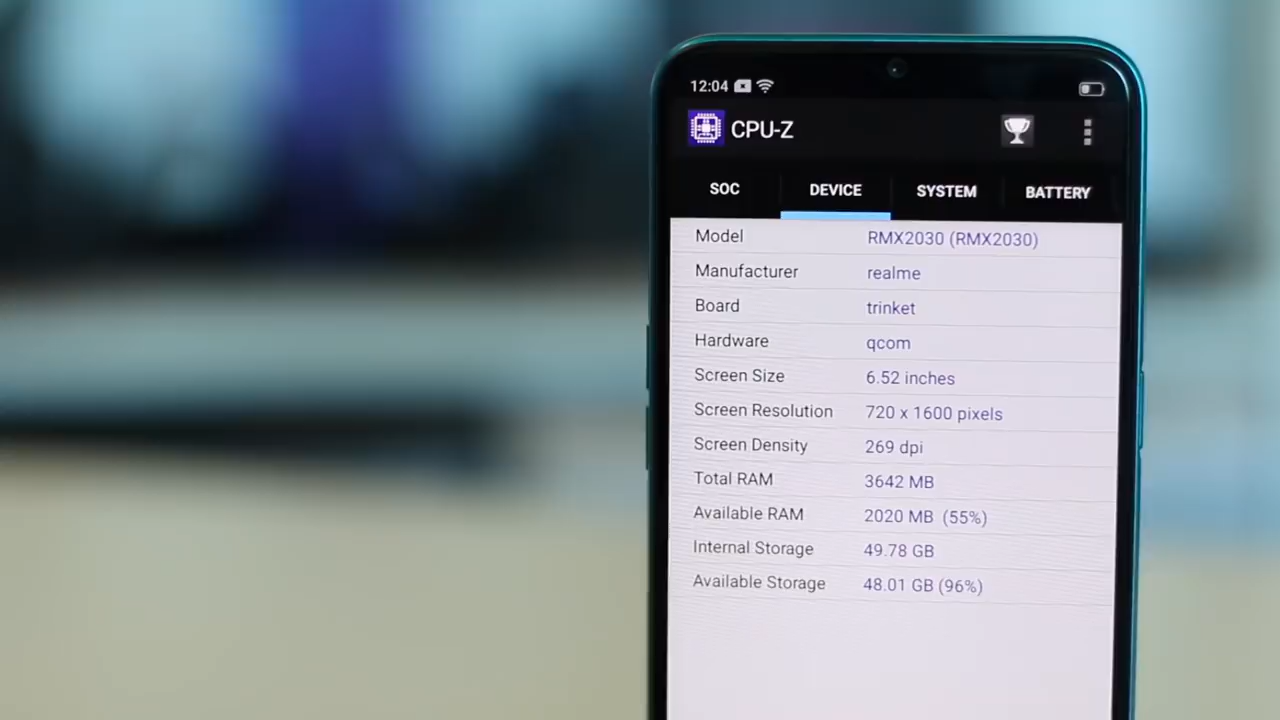 12:04
CPU-Z
SOC DEVICE SYSTEM BATTERY
Model RMX2030 (RMX2030)
Manufacturer realme
Board trinket
Hardware qcom
Screen Size 6.52 inches
Screen Resolution 720 x 1600 pixels
Screen Density 269 dpi
Total RAM 3642 MB
Available RAM 2020 MB (55%)
Internal Storage 49.78 GB
Available Storage 48.01 GB (96%)